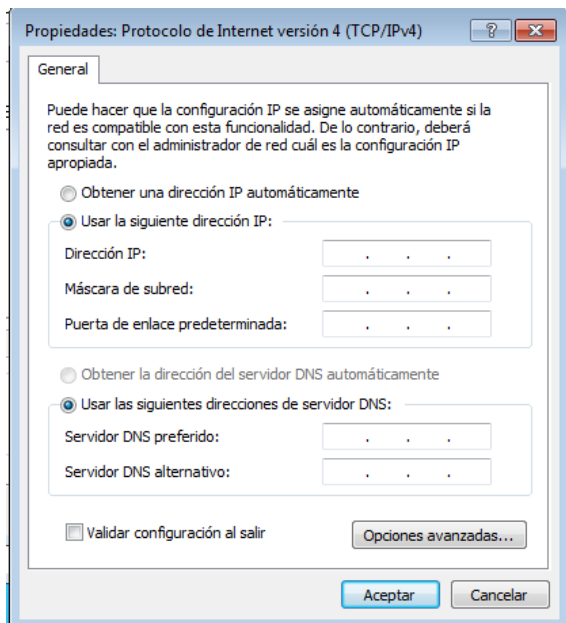 Propiedades: Protocolo de Internet versión 4 (TCP/IPv4)
General
Puede hacer que la configuración IP se asigne automáticamente si la
red es compatible con esta funcionalidad. De lo contrario, deberá
consultar con el administrador de red cuál es la configuración IP
apropiada.
Obtener una dirección IP automáticamente
Usar la siguiente dirección IP:
Dirección IP:
Máscara de subred:
Puerta de enlace predeterminada:
Obtener la dirección del servidor DNS automáticamente
Usar las siguientes direcciones de servidor DNS:
Servidor DNS preferido:
Servidor DNS alternativo:
Validar configuración al salir
Opciones avanzadas...
Aceptar
Cancelar